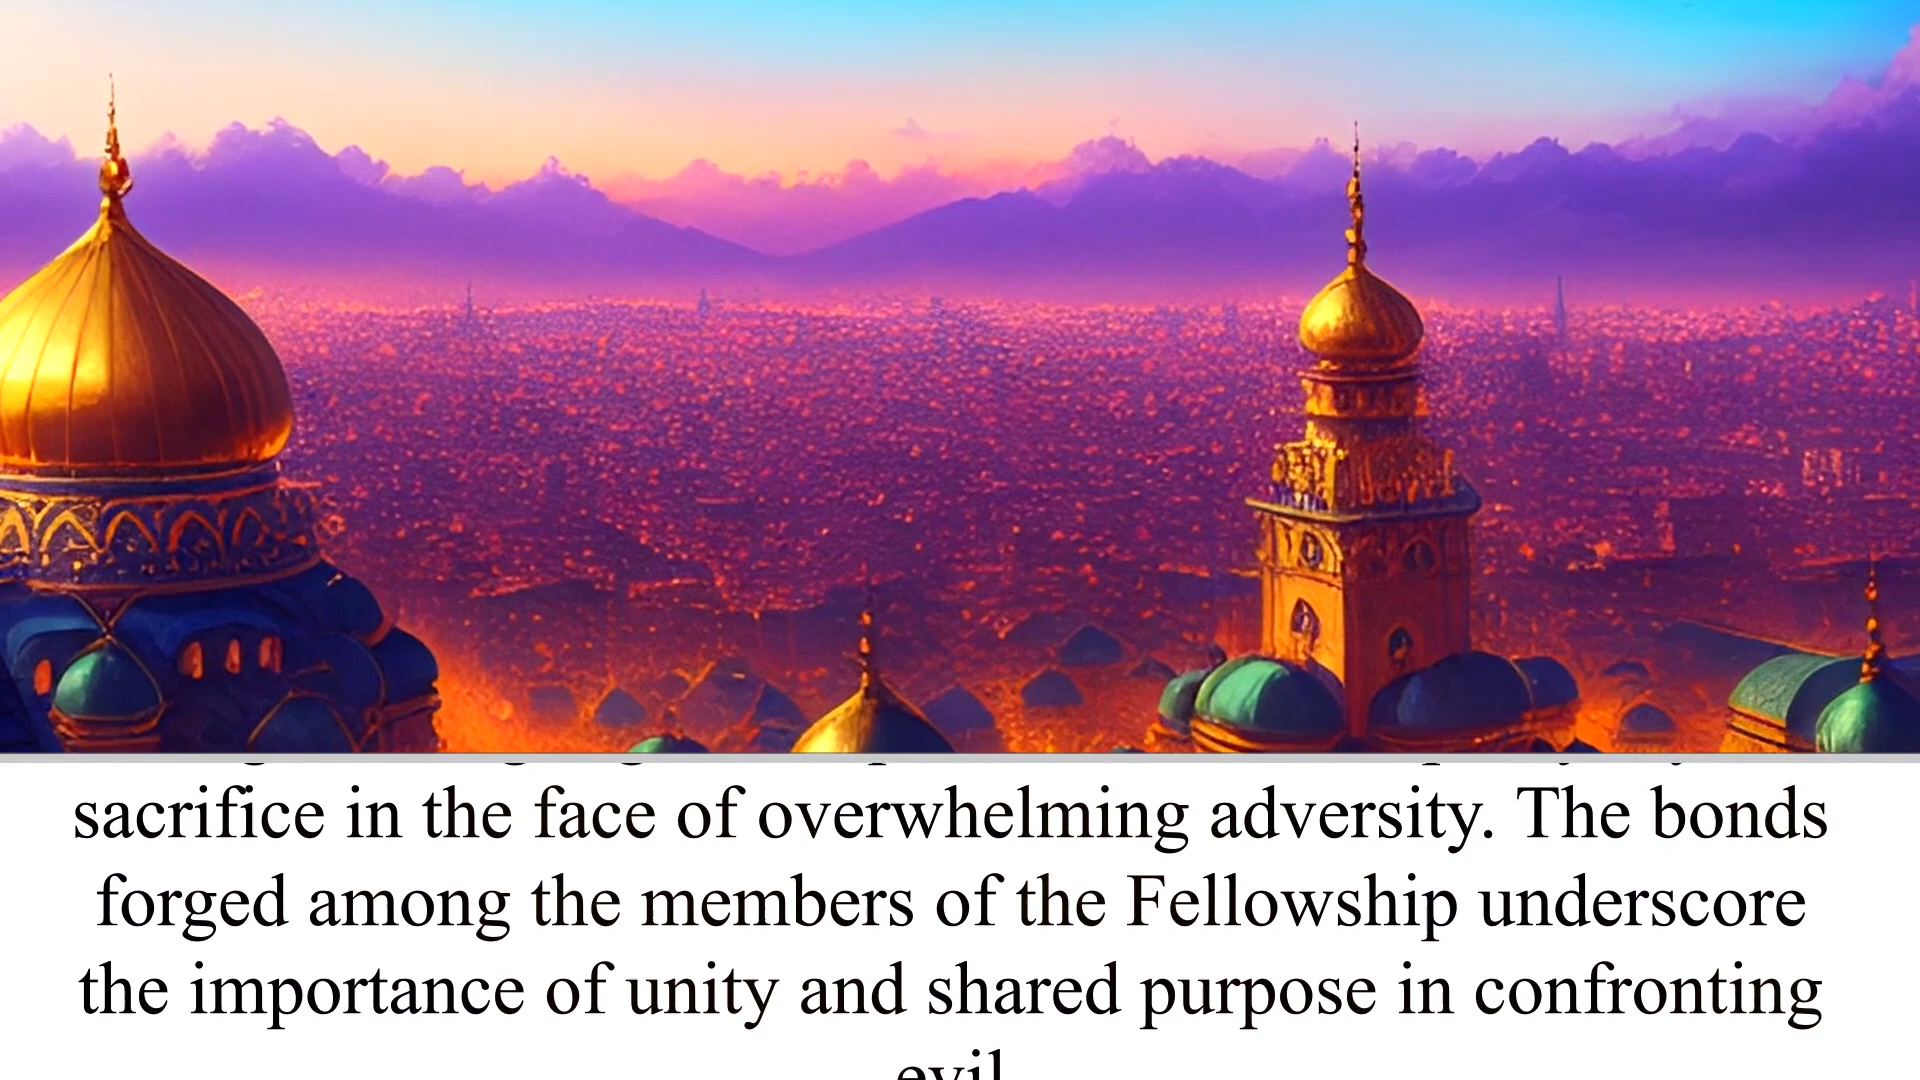 sacrifice in the face of overwhelming adversity. The bonds
forged among the members of the Fellowship underscore
the importance of unity and shared purpose in confronting
evil